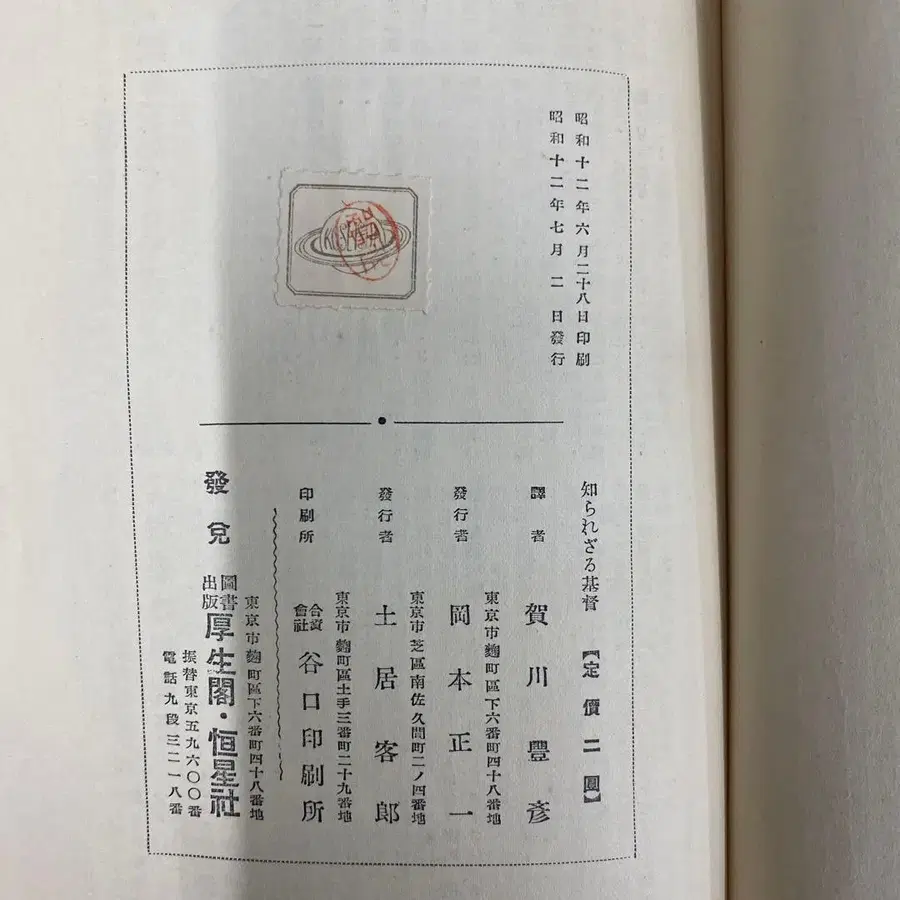 昭和十二年六月二十八日印刷
昭和十二年七月二日發行
知られざる基督【定價二圓】
譯者 賀川豐彥
東京市麴町區下六番町四十八番地
發行者 岡本正一
東京市芝區南佐久間町二ノ四番地
發行者 土居客郎
東京市麴町區土手三番町二十九番地
印刷所 合資會社 谷口印刷所
東京市麴町區下六番町四十八番地
發兌 圖書出版 厚生閣・恒星社
振替東京五九六〇〇番
電話九段三二一八番